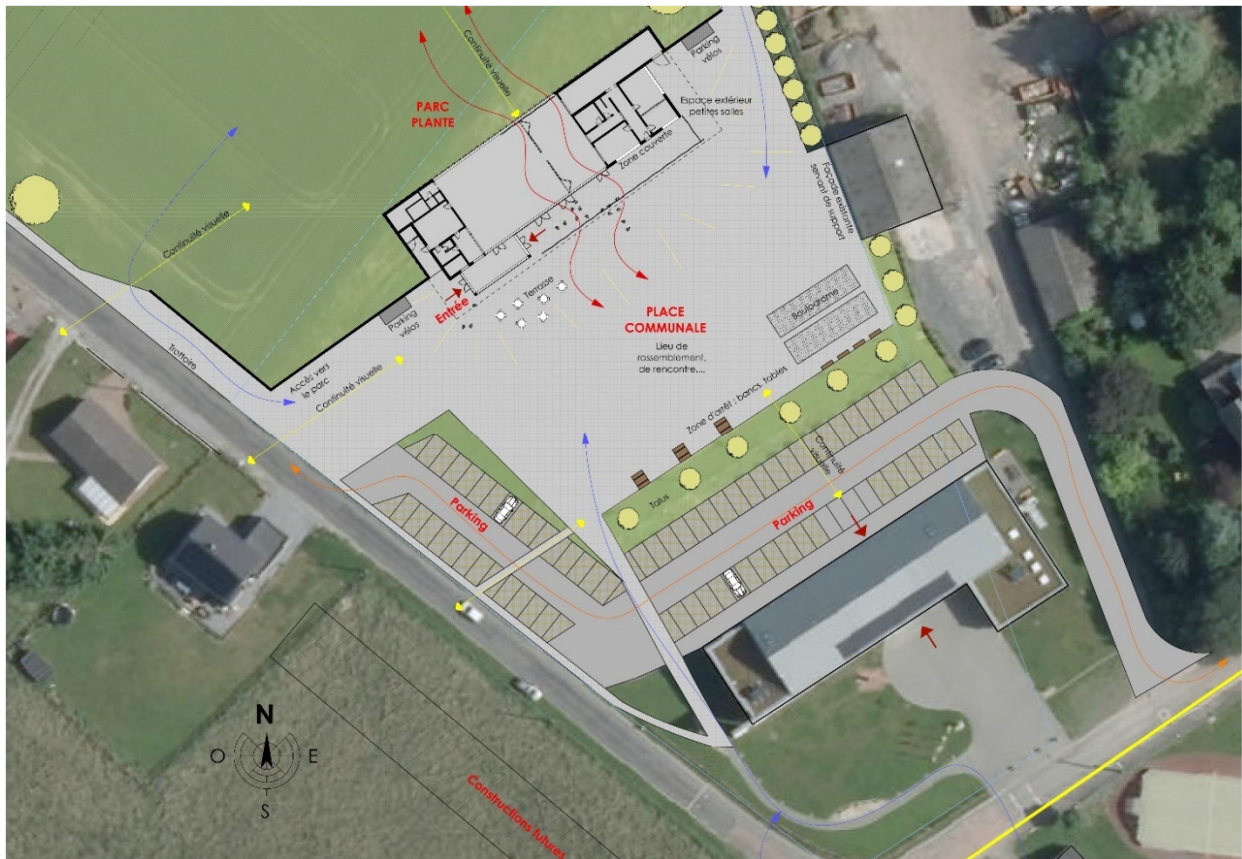 Continuité visuelle
Parking
vélos
PARC
PLANTE
Espace extérieur
petites salles
Zone couverte
Façade existante
servant de support
Continuité visuelle
Terrasse
Entrée
Parking
vélos
PLACE
COMMUNALE
Lieu de
rassemblement,
de rencontre....
Boulodrome
Trottoire
Accès vers
le parc
Continuité visuelle
Zone d'arrêt : bancs, tables
Continuité
visuelle
Talus
Parking
Parking
N
O
E
S
Constructions futures